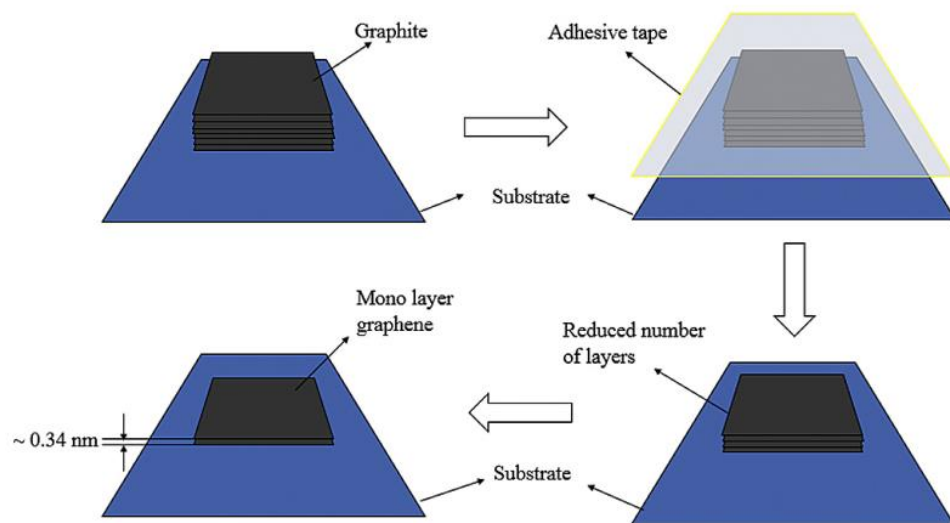 Graphite
Adhesive tape
Substrate
Mono layer
graphene
Reduced number
of layers
~ 0.34 nm
Substrate